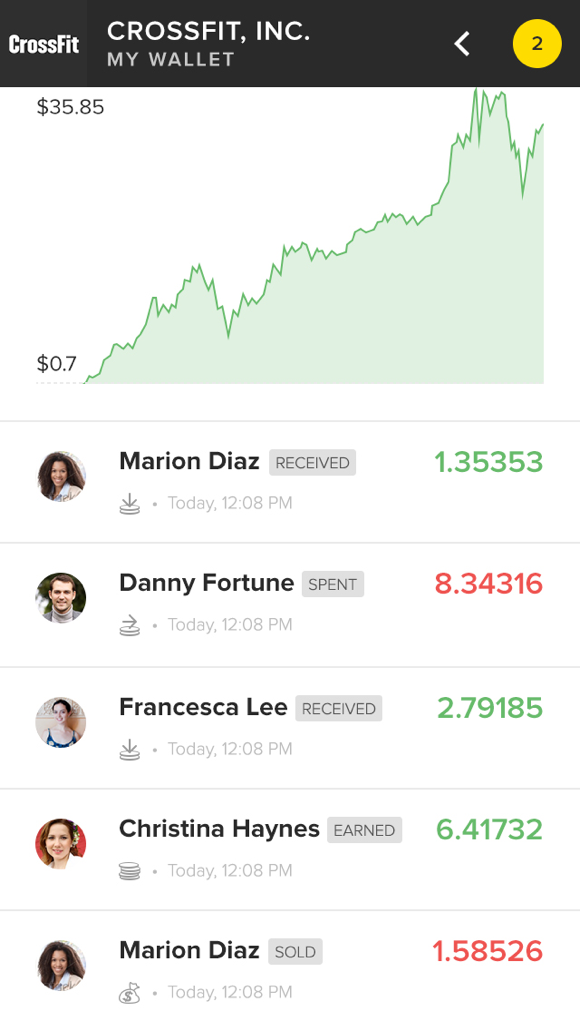 CrossFit
CROSSFIT, INC.
MY WALLET
2
$35.85
$0.7
Marion Diaz RECEIVED 1.35353
• Today, 12:08 PM
Danny Fortune SPENT 8.34316
• Today, 12:08 PM
Francesca Lee RECEIVED 2.79185
• Today, 12:08 PM
Christina Haynes EARNED 6.41732
• Today, 12:08 PM
Marion Diaz SOLD 1.58526
• Today, 12:08 PM